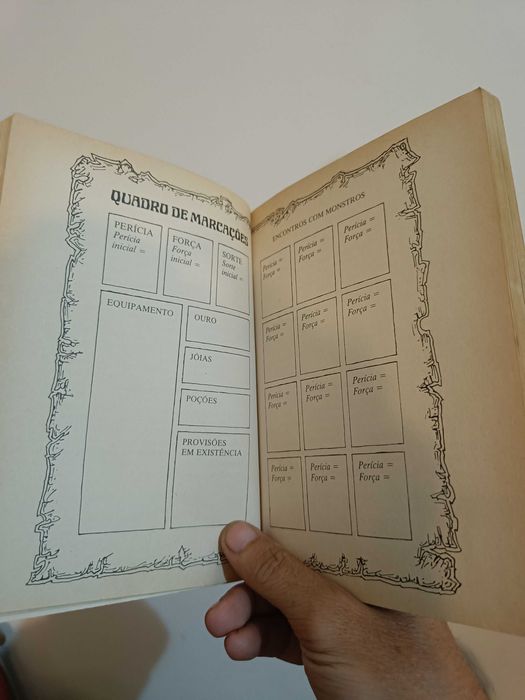 QUADRO DE MARCAÇÕES
PERÍCIA
Perícia
inicial =
FORÇA
Força
inicial =
SORTE
Sorte
inicial =
EQUIPAMENTO
OURO
JÓIAS
POÇÕES
PROVISÕES
EM EXISTÊNCIA
ENCONTROS COM MONSTROS
Perícia =
Força =
Perícia =
Força =
Perícia =
Força =
Perícia =
Força =
Perícia =
Força =
Perícia =
Força =
Perícia =
Força =
Perícia =
Força =
Perícia =
Força =
Perícia =
Força =
Perícia =
Força =
Perícia =
Força =